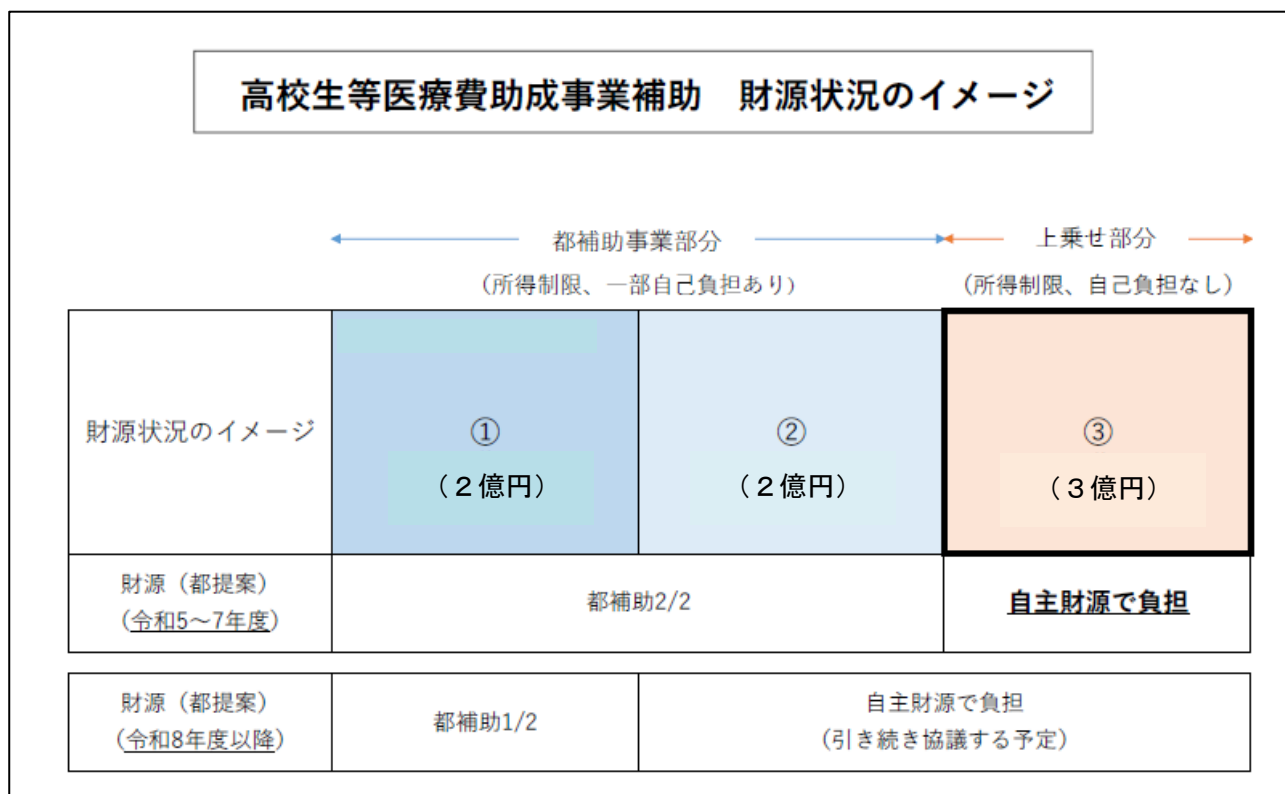 高校生等医療費助成事業補助　財源状況のイメージ
都補助事業部分
上乗せ部分
(所得制限、一部自己負担あり)
(所得制限、自己負担なし)
財源状況のイメージ
①
②
③
（２億円）
（２億円）
（３億円）
財源（都提案）
(令和5～7年度)
都補助2/2
自主財源で負担
財源（都提案）
(令和8年度以降)
都補助1/2
自主財源で負担
(引き続き協議する予定)